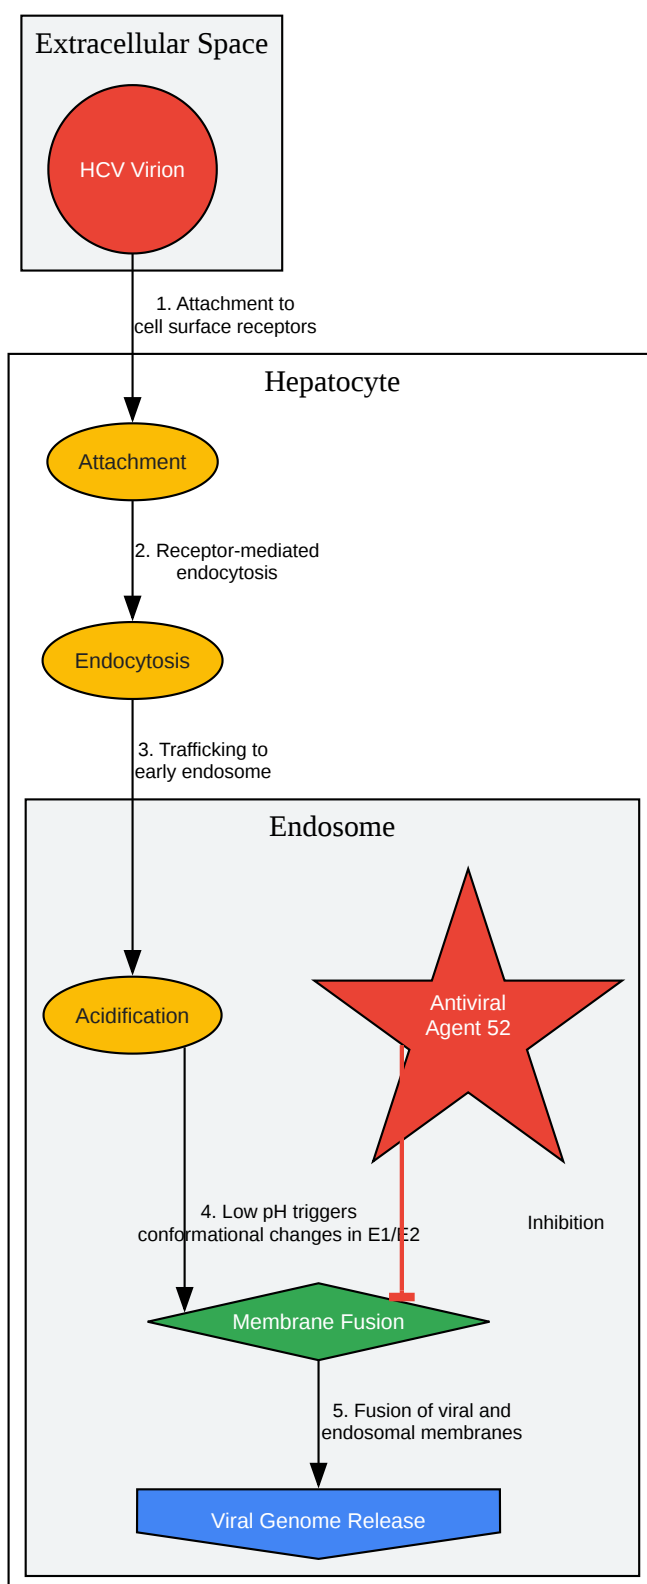 Extracellular Space
HCV Virion
1. Attachment to
cell surface receptors
Hepatocyte
Attachment
2. Receptor-mediated
endocytosis
Endocytosis
3. Trafficking to
early endosome
Endosome
Antiviral
Agent 52
Acidification
4. Low pH triggers
conformational changes in E1/E2
Inhibition
Membrane Fusion
5. Fusion of viral and
endosomal membranes
Viral Genome Release